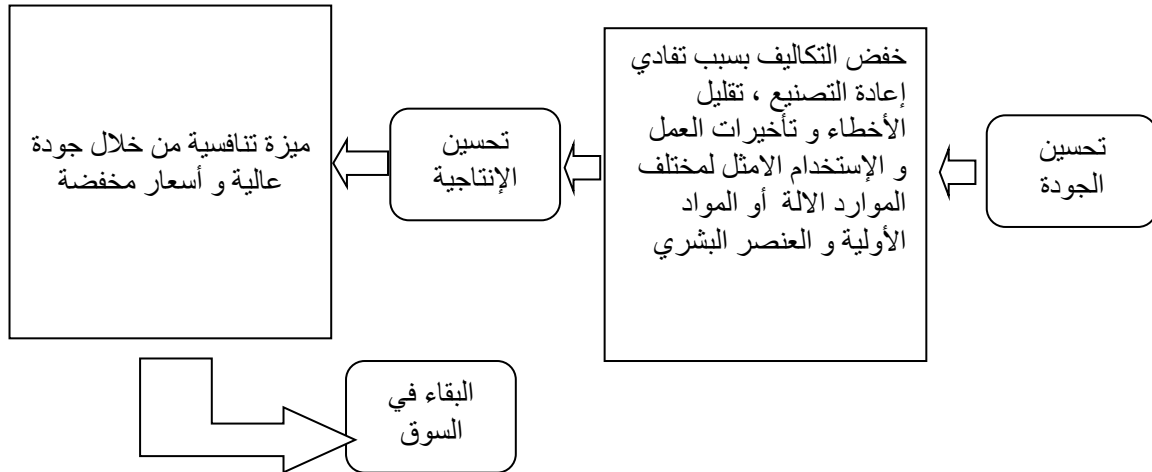 تحسين
الجودة
خفض التكاليف بسبب تفادي
إعادة التصنيع ، تقليل
الأخطاء و تأخيرات العمل
و الإستخدام الامثل لمختلف
الموارد الالة أو المواد
الأولية و العنصر البشري
تحسين
الإنتاجية
ميزة تنافسية من خلال جودة
عالية و أسعار مخفضة
البقاء في
السوق